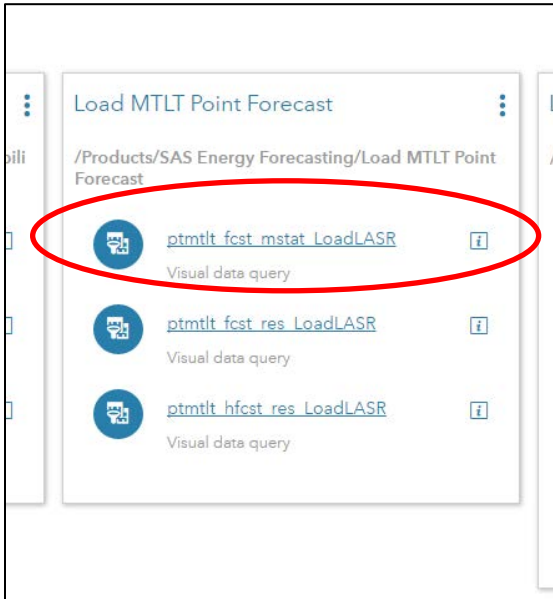 Load MTLT Point Forecast
pili
/Products/SAS Energy Forecasting/Load MTLT Point
Forecast
ptmtlt_fcst_mstat_LoadLASR
i
Visual data query
ptmtlt_fcst_res_LoadLASR
i
Visual data query
ptmtlt_hfcst_res_LoadLASR
i
Visual data query